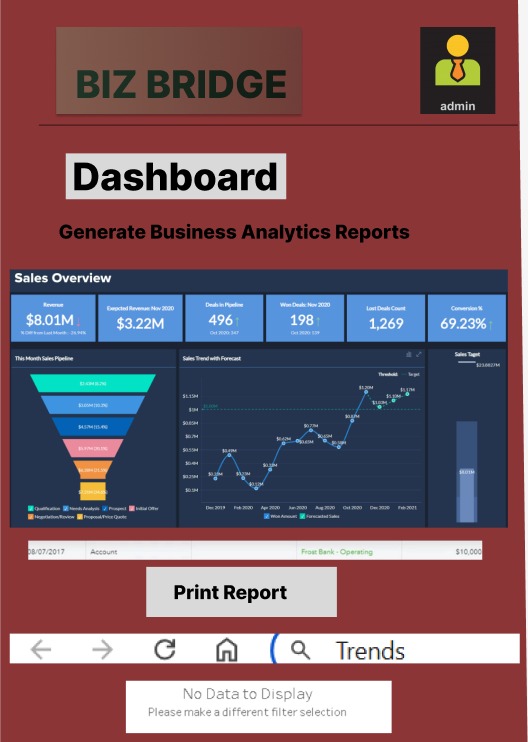 BIZ BRIDGE
admin
Dashboard
Generate Business Analytics Reports
Sales Overview
Revenue
$8.01M
Expected Revenue: Nov 2020
$3.22M
Deals in Pipeline
496
Oct 2020: 247
Won Deals: Nov 2020
198
Oct 2020: 159
Lost Deals Count
1,269
Conversion %
69.23%
This Month Sales Pipeline
Qualification Needs Analysis Prospect Initial Offer
Negotiation/Review Proposal/Price Quote
Sales Trend with Forecast
Threshold Target
$1.15M
$1M
$0.85M
$0.7M
$0.55M
$0.4M
$0.25M
$0.1M
Dec 2019 Feb 2020 Apr 2020 Jun 2020 Aug 2020 Oct 2020 Dec 2020 Feb 2021
Won Amount Forecasted Sales
Sales Taget
$8.01M
08/07/2017 Account Frost Bank - Operating $10,000
Print Report
Trends
No Data to Display
Please make a different filter selection